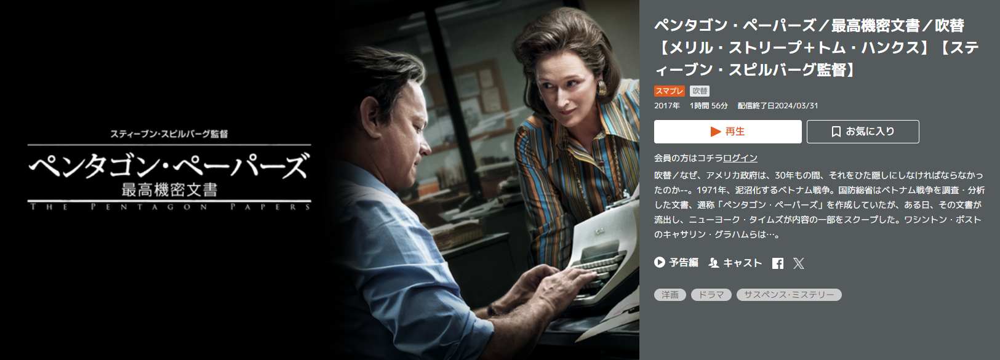 スティーブン・スピルバーグ監督
ペンタゴン・ペーパーズ
最高機密文書
THE PENTAGON PAPERS
ペンタゴン・ペーパーズ／最高機密文書／吹替
【メリル・ストリープ＋トム・ハンクス】【ステ
ィーブン・スピルバーグ監督】
スマプレ 吹替
2017年 1時間 56分 配信終了日2024/03/31
再生 お気に入り
会員の方はコチラログイン
吹替／なぜ、アメリカ政府は、30年もの間、それをひた隠しにしなければならなかっ
たのか--。1971年、泥沼化するベトナム戦争。国防総省はベトナム戦争を調査・分析
した文書、通称「ペンタゴン・ペーパーズ」を作成していたが、ある日、その文書が
流出し、ニューヨーク・タイムズが内容の一部をスクープした。ワシントン・ポスト
のキャサリン・グラハムらは…。
予告編 キャスト
洋画 ドラマ サスペンス･ミステリー